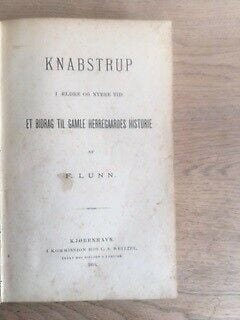 KNABSTRUP
I ÆLDRE OG NYERE TID.
ET BIDRAG TIL GAMLE HERREGAARDES HISTORIE
AF
F. LUNN.
KJØBENHAVN.
I KOMMISSION HOS C. A. REITZEL.